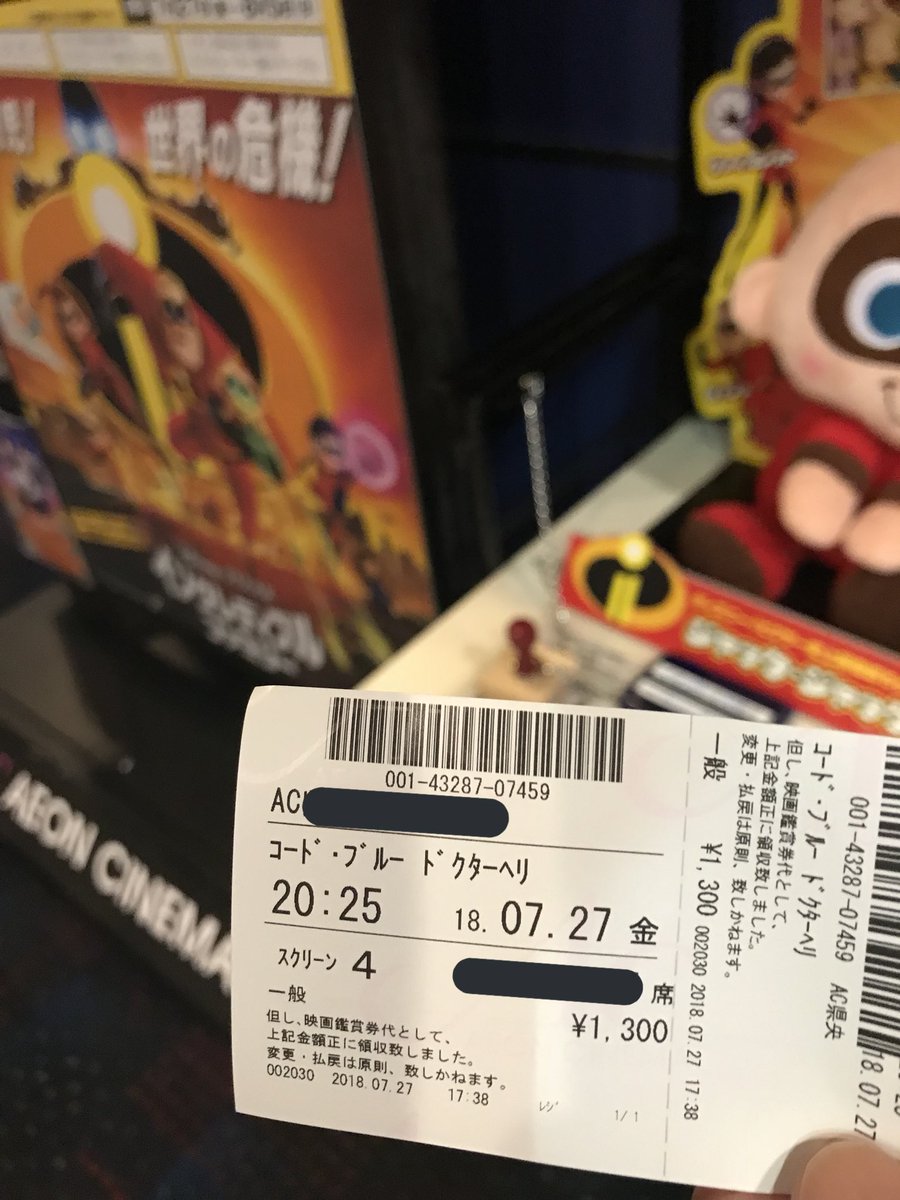 世界の危機!
AEON CINEMA
001-43287-07459
AC
コード・ブルー ドクターヘリ
20:25 18.07.27 金
スクリーン 4
席
一般
¥1,300
但し、映画鑑賞券代として、
上記金額正に領収致しました。
変更・払戻は原則、致しかねます。
002030 2018.07.27 17:38
レジ 1/1
コード・ブルー ドクターヘリ
001-43287-07459 AC県央
但し、映画鑑賞券代として、
上記金額正に領収致しました。
変更・払戻は原則、致しかねます。
一般 ¥1,300 002030 2018.07.27 17:38
18.07.27